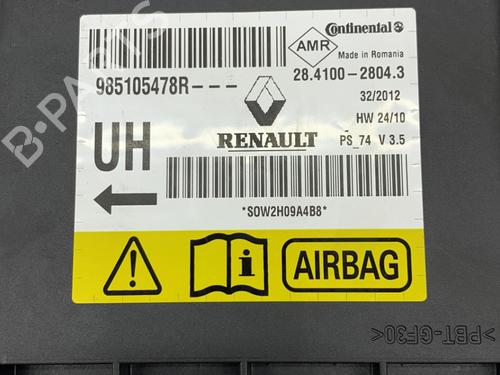 Continental
AMR
Made in Romania
985105478R---
28.4100-2804.3
32/2012
HW 24/10
UH
RENAULT
PS_74 V 3.5
*SOW2H09A4B8*
AIRBAG
>PBT-GF30<
B-PARTS